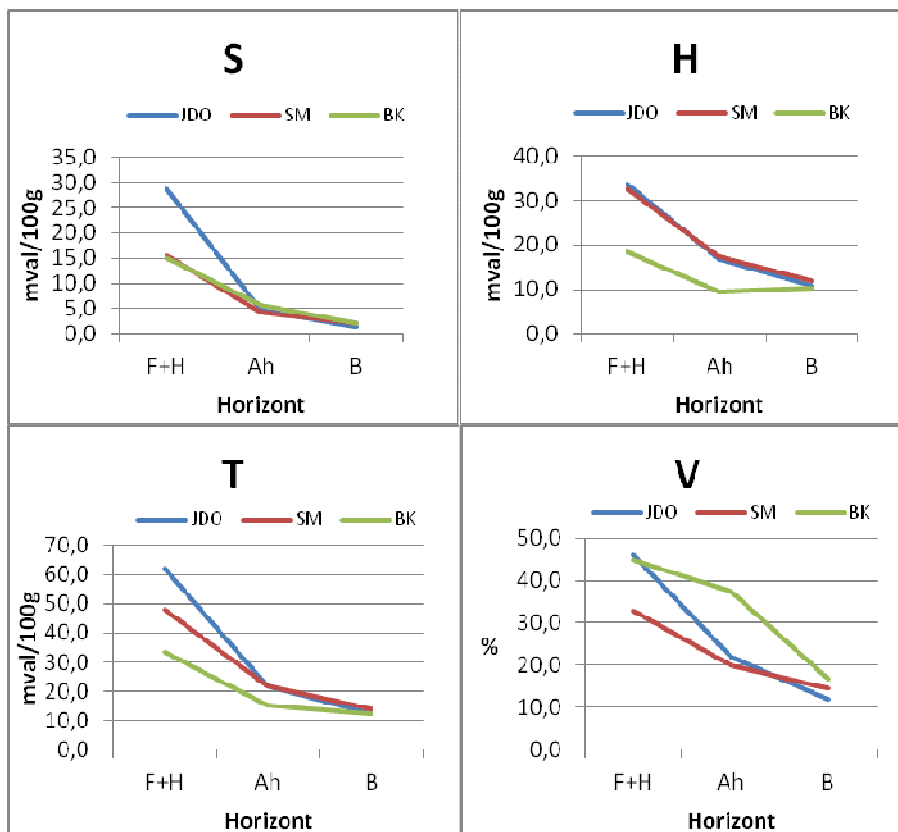 S
JDO SM BK
mval/100g
35,0
30,0
25,0
20,0
15,0
10,0
5,0
0,0
F+H Ah B
Horizont
H
JDO SM BK
mval/100g
40,0
30,0
20,0
10,0
0,0
F+H Ah B
Horizont
T
JDO SM BK
mval/100g
70,0
60,0
50,0
40,0
30,0
20,0
10,0
0,0
F+H Ah B
Horizont
V
JDO SM BK
%
50,0
40,0
30,0
20,0
10,0
0,0
F+H Ah B
Horizont